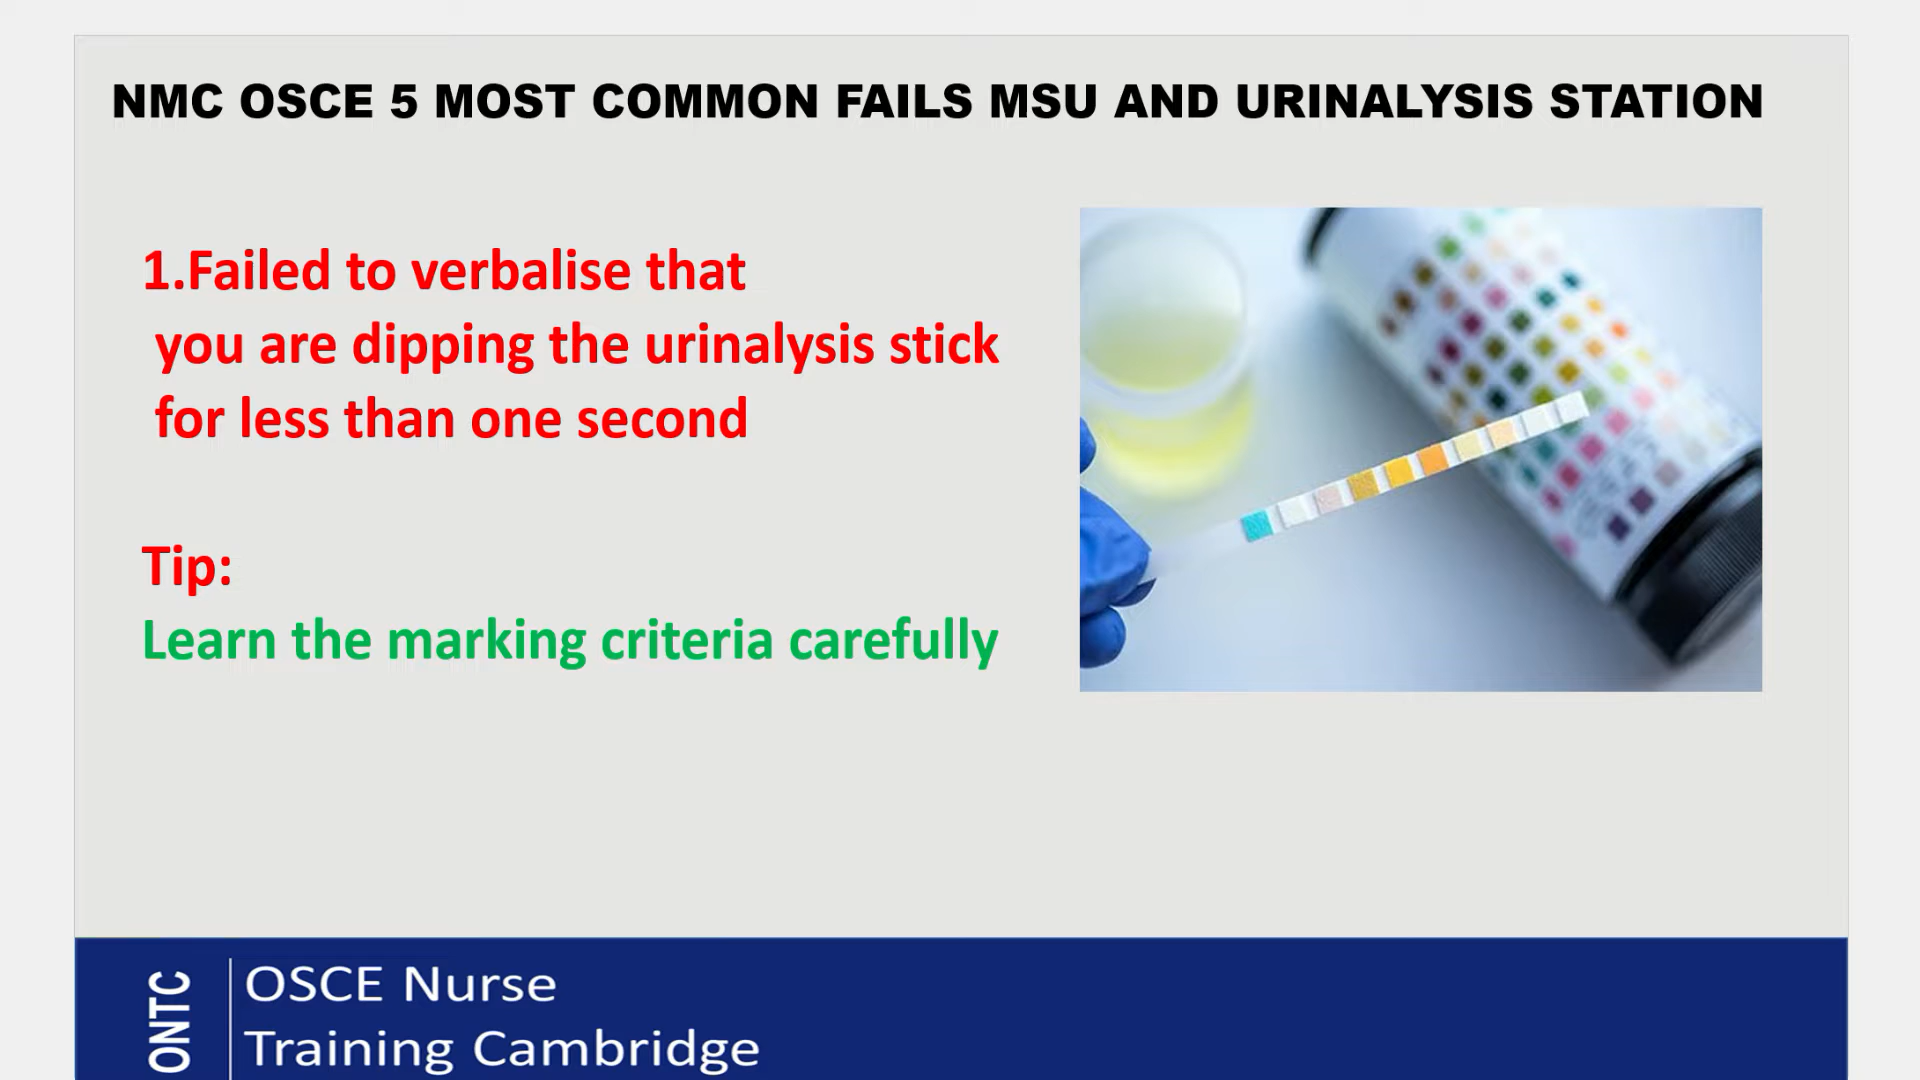 NMC OSCE 5 MOST COMMON FAILS MSU AND URINALYSIS STATION
1.Failed to verbalise that
you are dipping the urinalysis stick
for less than one second
Tip:
Learn the marking criteria carefully
ONTC
OSCE Nurse
Training Cambridge